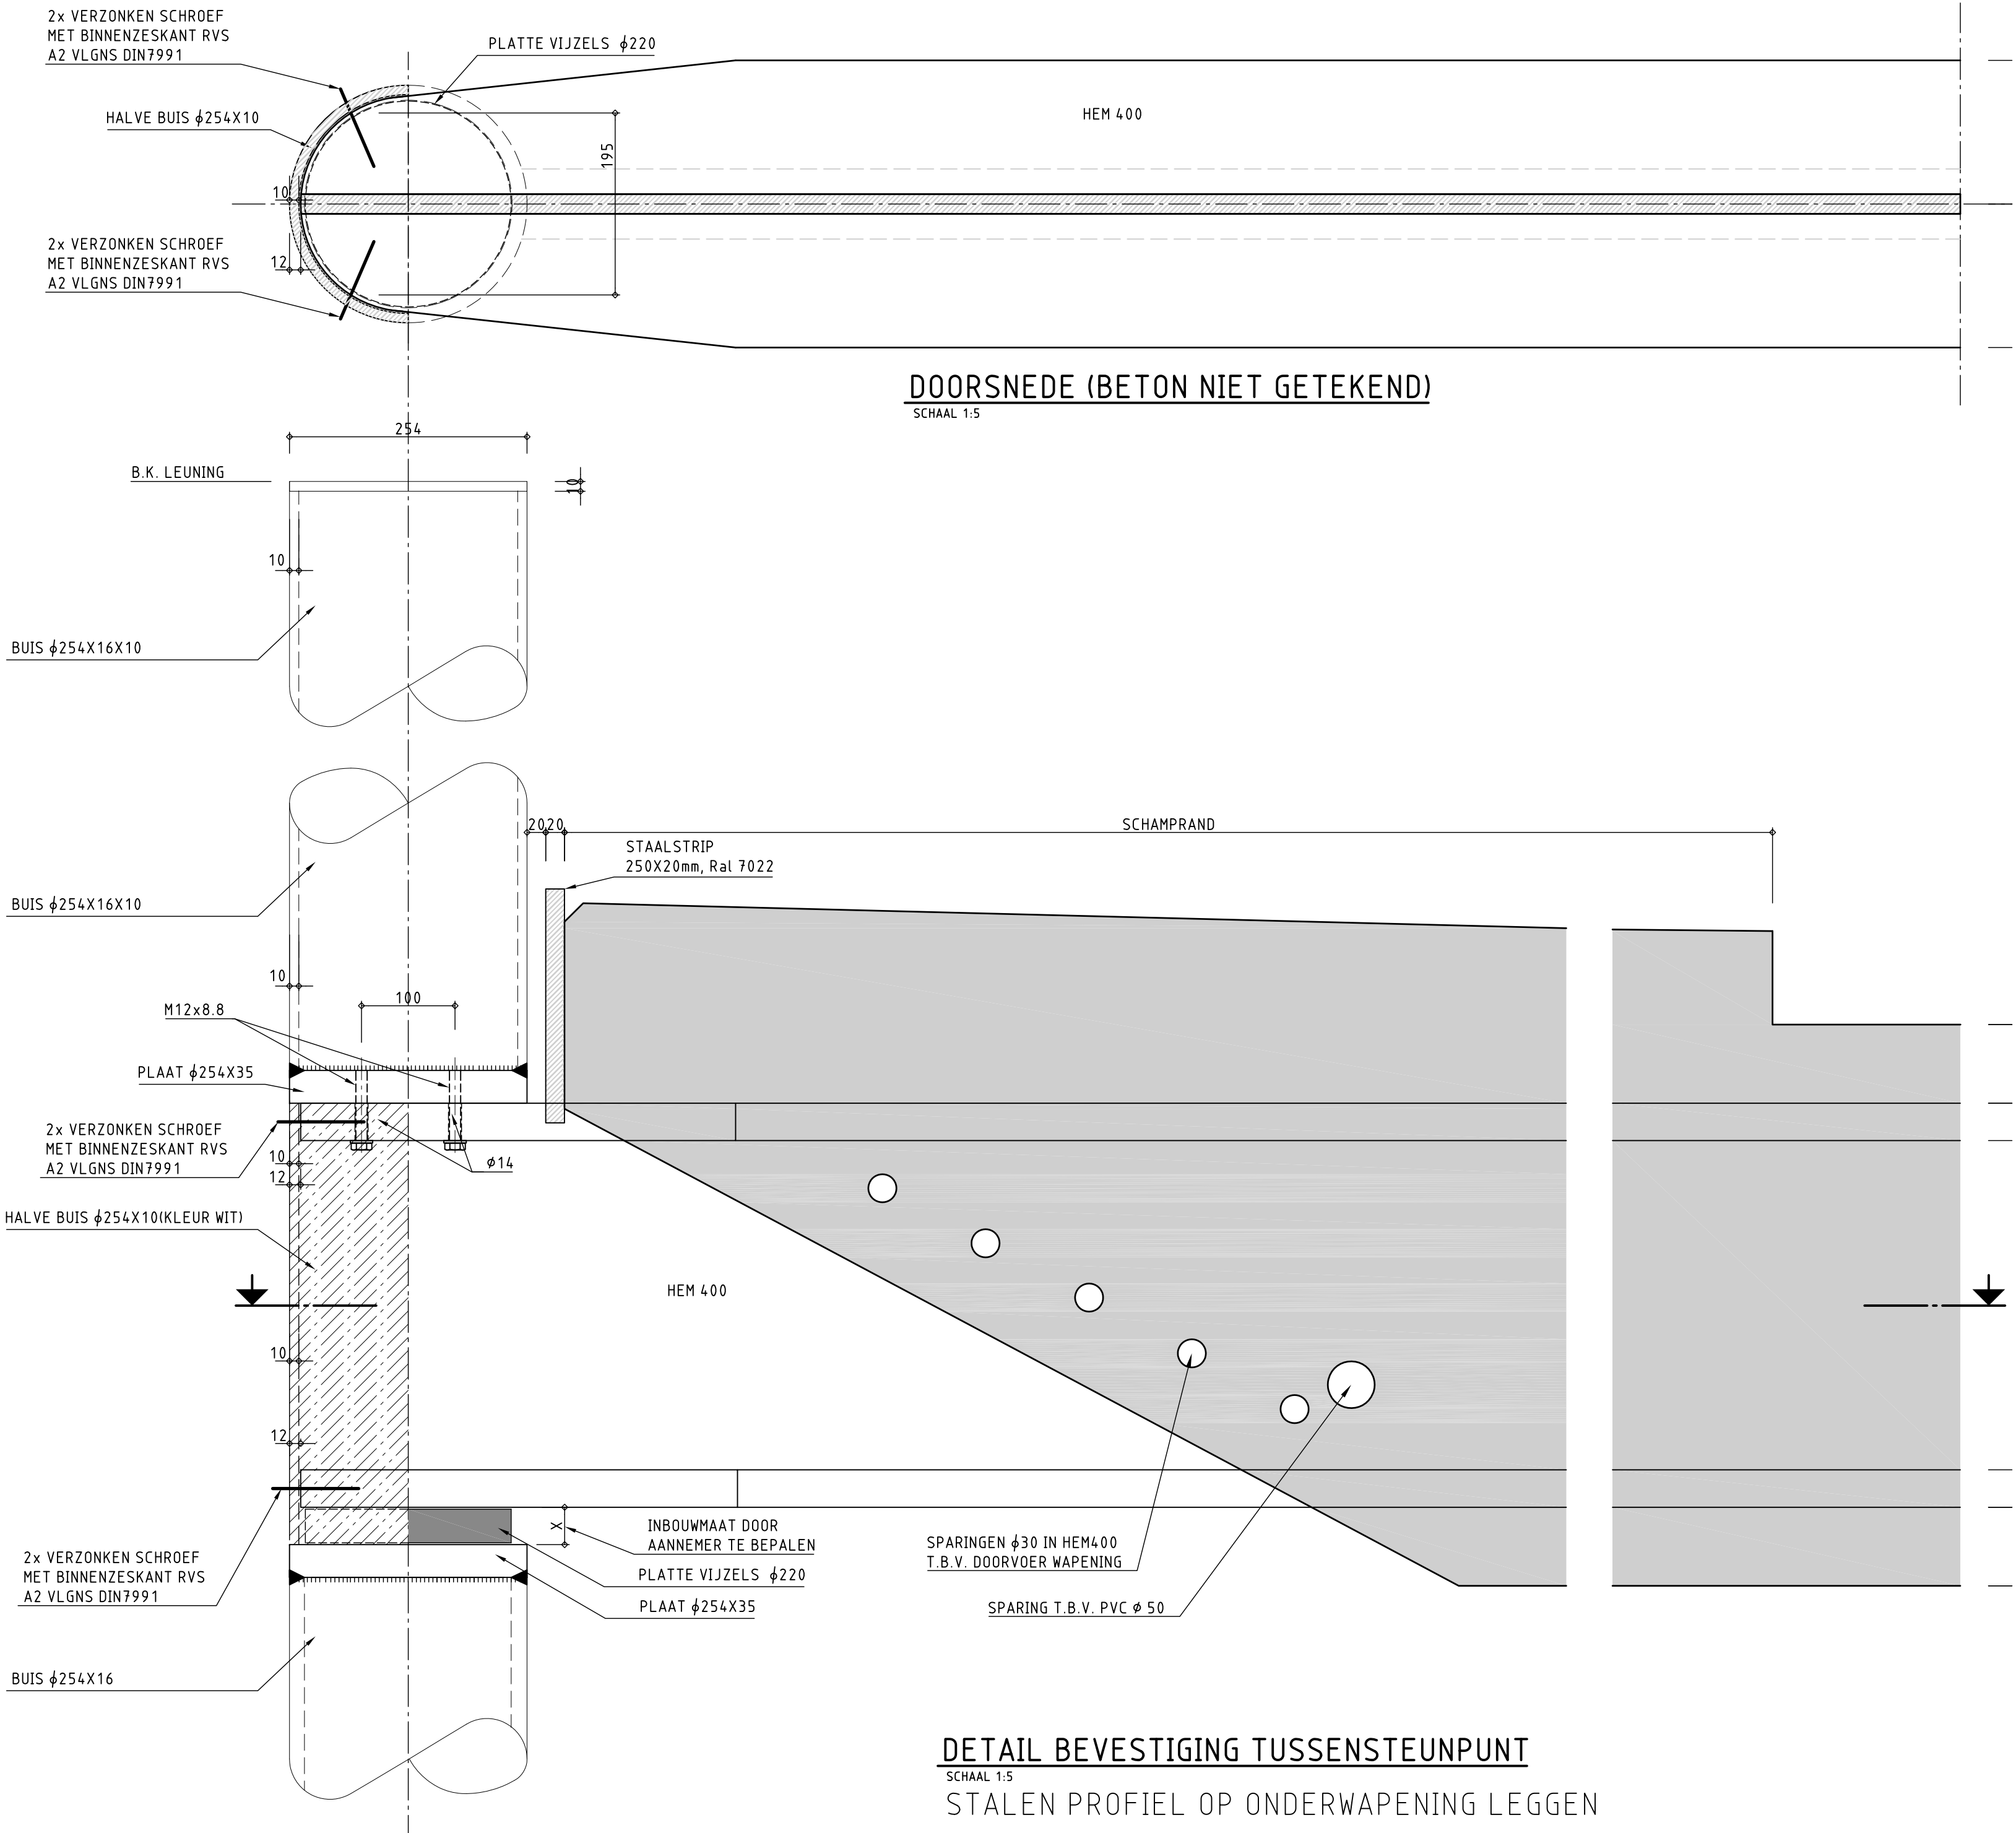 2x VERZONKEN SCHROEF
MET BINNENZESKANT RVS
A2 VLGNS DIN7991
PLATTE VIJZELS ϕ220
HALVE BUIS ϕ254X10
HEM 400
195
10
2x VERZONKEN SCHROEF
MET BINNENZESKANT RVS
A2 VLGNS DIN7991
12
DOORSNEDE (BETON NIET GETEKEND)
SCHAAL 1:5
254
B.K. LEUNING
10
10
BUIS ϕ254X16X10
2020
SCHAMPRAND
STAALSTRIP
250X20mm, Ral 7022
BUIS ϕ254X16X10
10
100
M12x8.8
PLAAT ϕ254X35
2x VERZONKEN SCHROEF
MET BINNENZESKANT RVS
A2 VLGNS DIN7991
10
12
Ø14
HALVE BUIS ϕ254X10(KLEUR WIT)
HEM 400
10
12
X
INBOUWMAAT DOOR
AANNEMER TE BEPALEN
PLATTE VIJZELS ϕ220
PLAAT ϕ254X35
SPARINGEN ϕ30 IN HEM400
T.B.V. DOORVOER WAPENING
SPARING T.B.V. PVC Ø 50
2x VERZONKEN SCHROEF
MET BINNENZESKANT RVS
A2 VLGNS DIN7991
BUIS ϕ254X16
DETAIL BEVESTIGING TUSSENSTEUNPUNT
SCHAAL 1:5
STALEN PROFIEL OP ONDERWAPENING LEGGEN